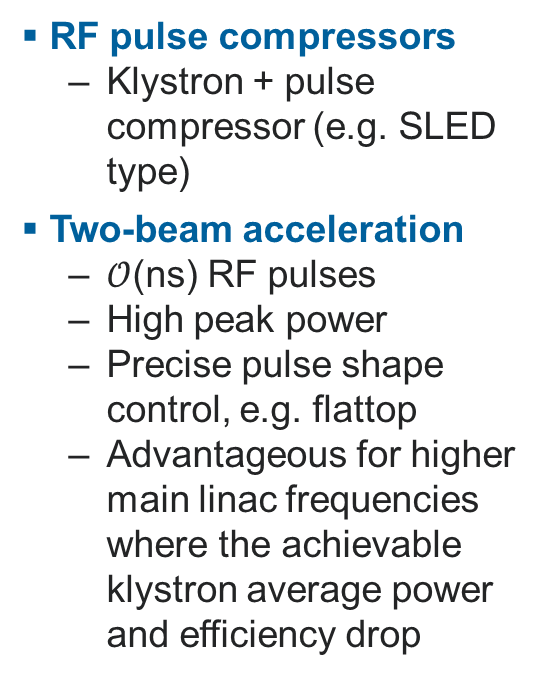 ▪ RF pulse compressors
– Klystron + pulse
compressor (e.g. SLED
type)
▪ Two-beam acceleration
– 𝒪(ns) RF pulses
– High peak power
– Precise pulse shape
control, e.g. flattop
– Advantageous for higher
main linac frequencies
where the achievable
klystron average power
and efficiency drop